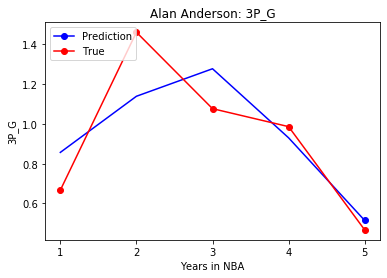 Alan Anderson: 3P_G
Prediction
True
1.4
1.2
1.0
0.8
0.6
3P_G
1 2 3 4 5
Years in NBA